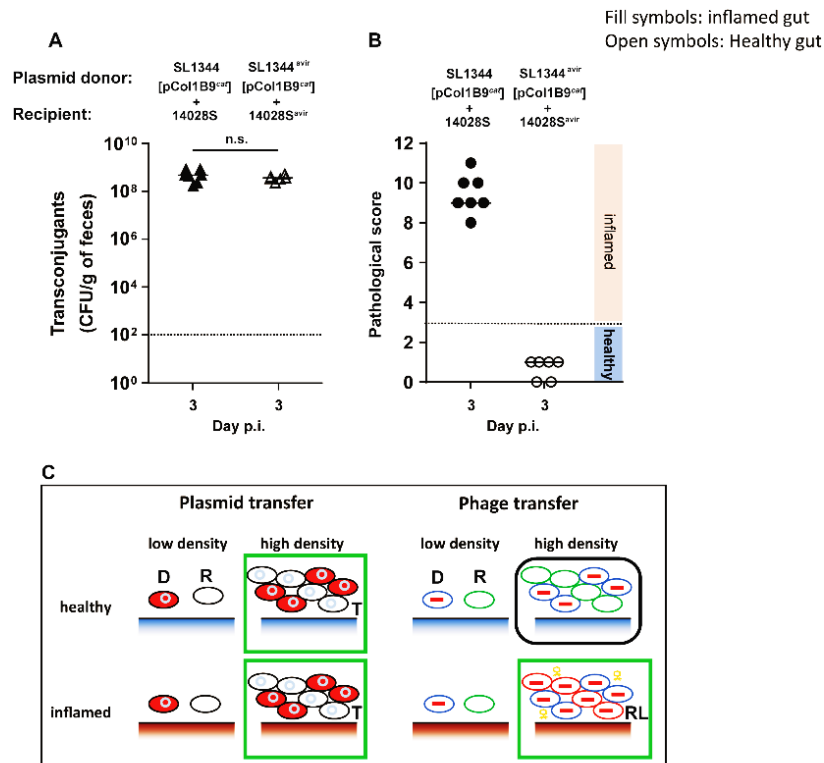 Fill symbols: inflamed gut
Open symbols: Healthy gut
A
Plasmid donor:
SL1344
[pCol1B9cat]
+
14028S
SL1344avir
[pCol1B9cat]
+
14028Savir
Recipient:
n.s.
Transconjugants
(CFU/g of feces)
10^10
10^8
10^6
10^4
10^2
10^0
3
3
Day p.i.
B
SL1344
[pCol1B9cat]
+
14028S
SL1344avir
[pCol1B9cat]
+
14028Savir
Pathological score
12
10
8
6
4
2
0
inflamed
healthy
3
3
Day p.i.
C
Plasmid transfer
Phage transfer
low density
high density
low density
high density
D
R
T
D
R
healthy
inflamed
T
RL